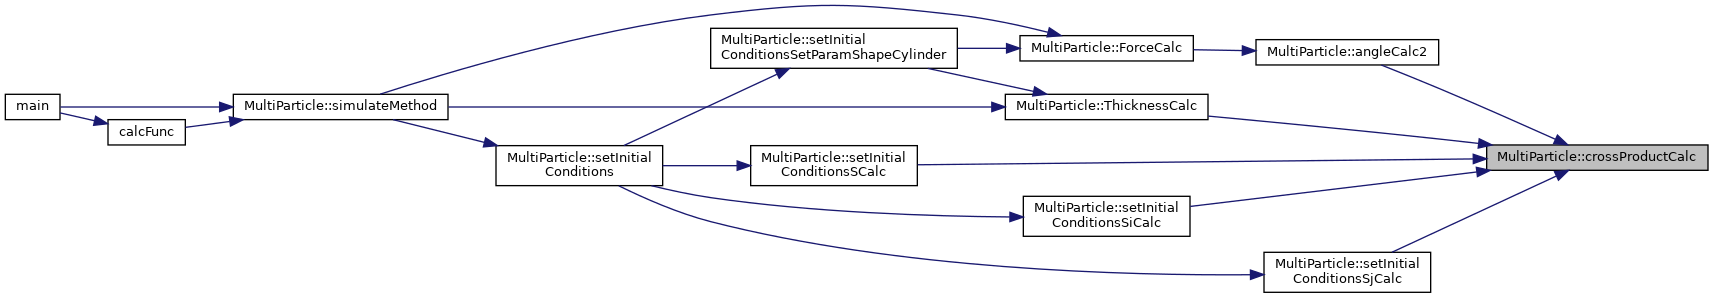 main
calcFunc
MultiParticle::simulateMethod
MultiParticle::setInitial
ConditionsSetParamShapeCylinder
MultiParticle::setInitial
Conditions
MultiParticle::ForceCalc
MultiParticle::ThicknessCalc
MultiParticle::setInitial
ConditionsSCalc
MultiParticle::setInitial
ConditionsSiCalc
MultiParticle::angleCalc2
MultiParticle::setInitial
ConditionsSjCalc
MultiParticle::crossProductCalc